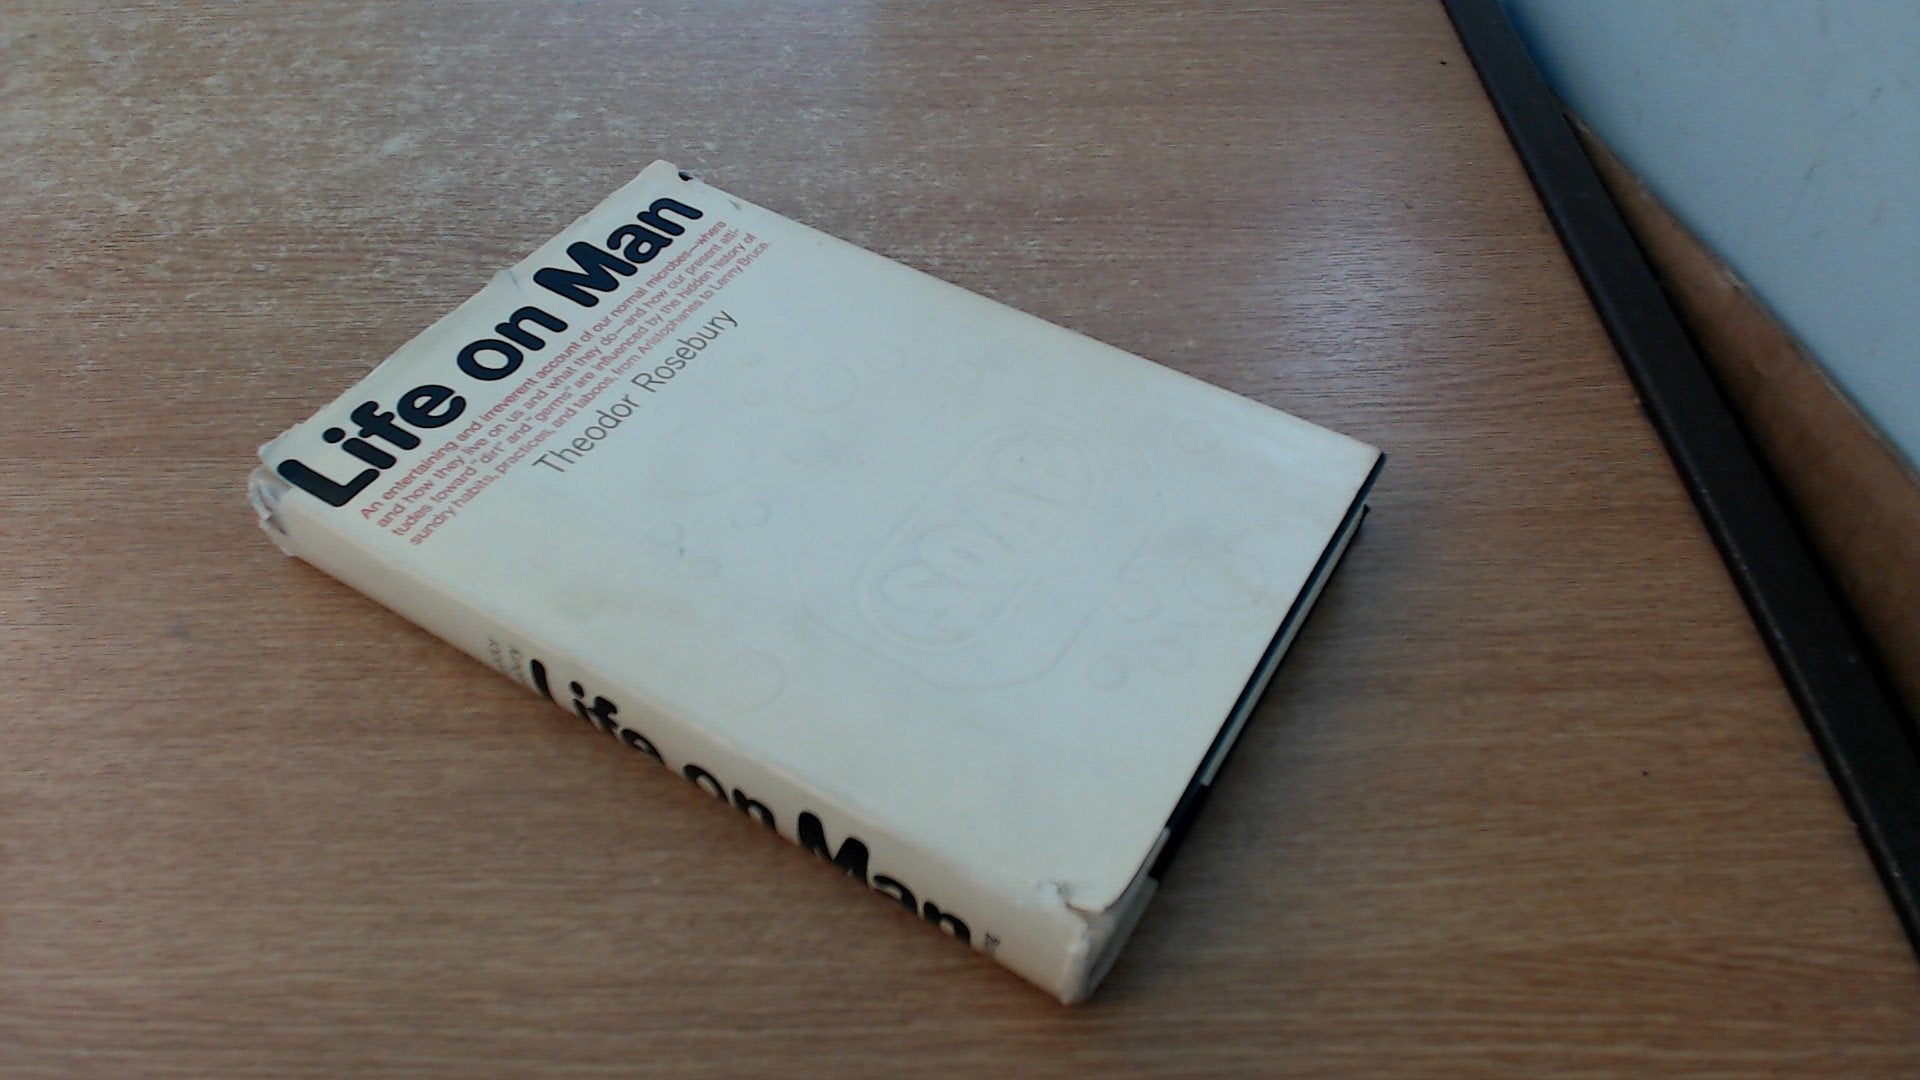 Life on Man
An entertaining and irreverent account of our normal microbes—where
and how they live on us and what they do—and how our present atti-
tudes toward "dirt" and "germs" are influenced by the hidden history of
sundry habits, practices, and taboos, from Aristophanes to Lenny Bruce.
Theodor Rosebury
SOAP
Life on Man